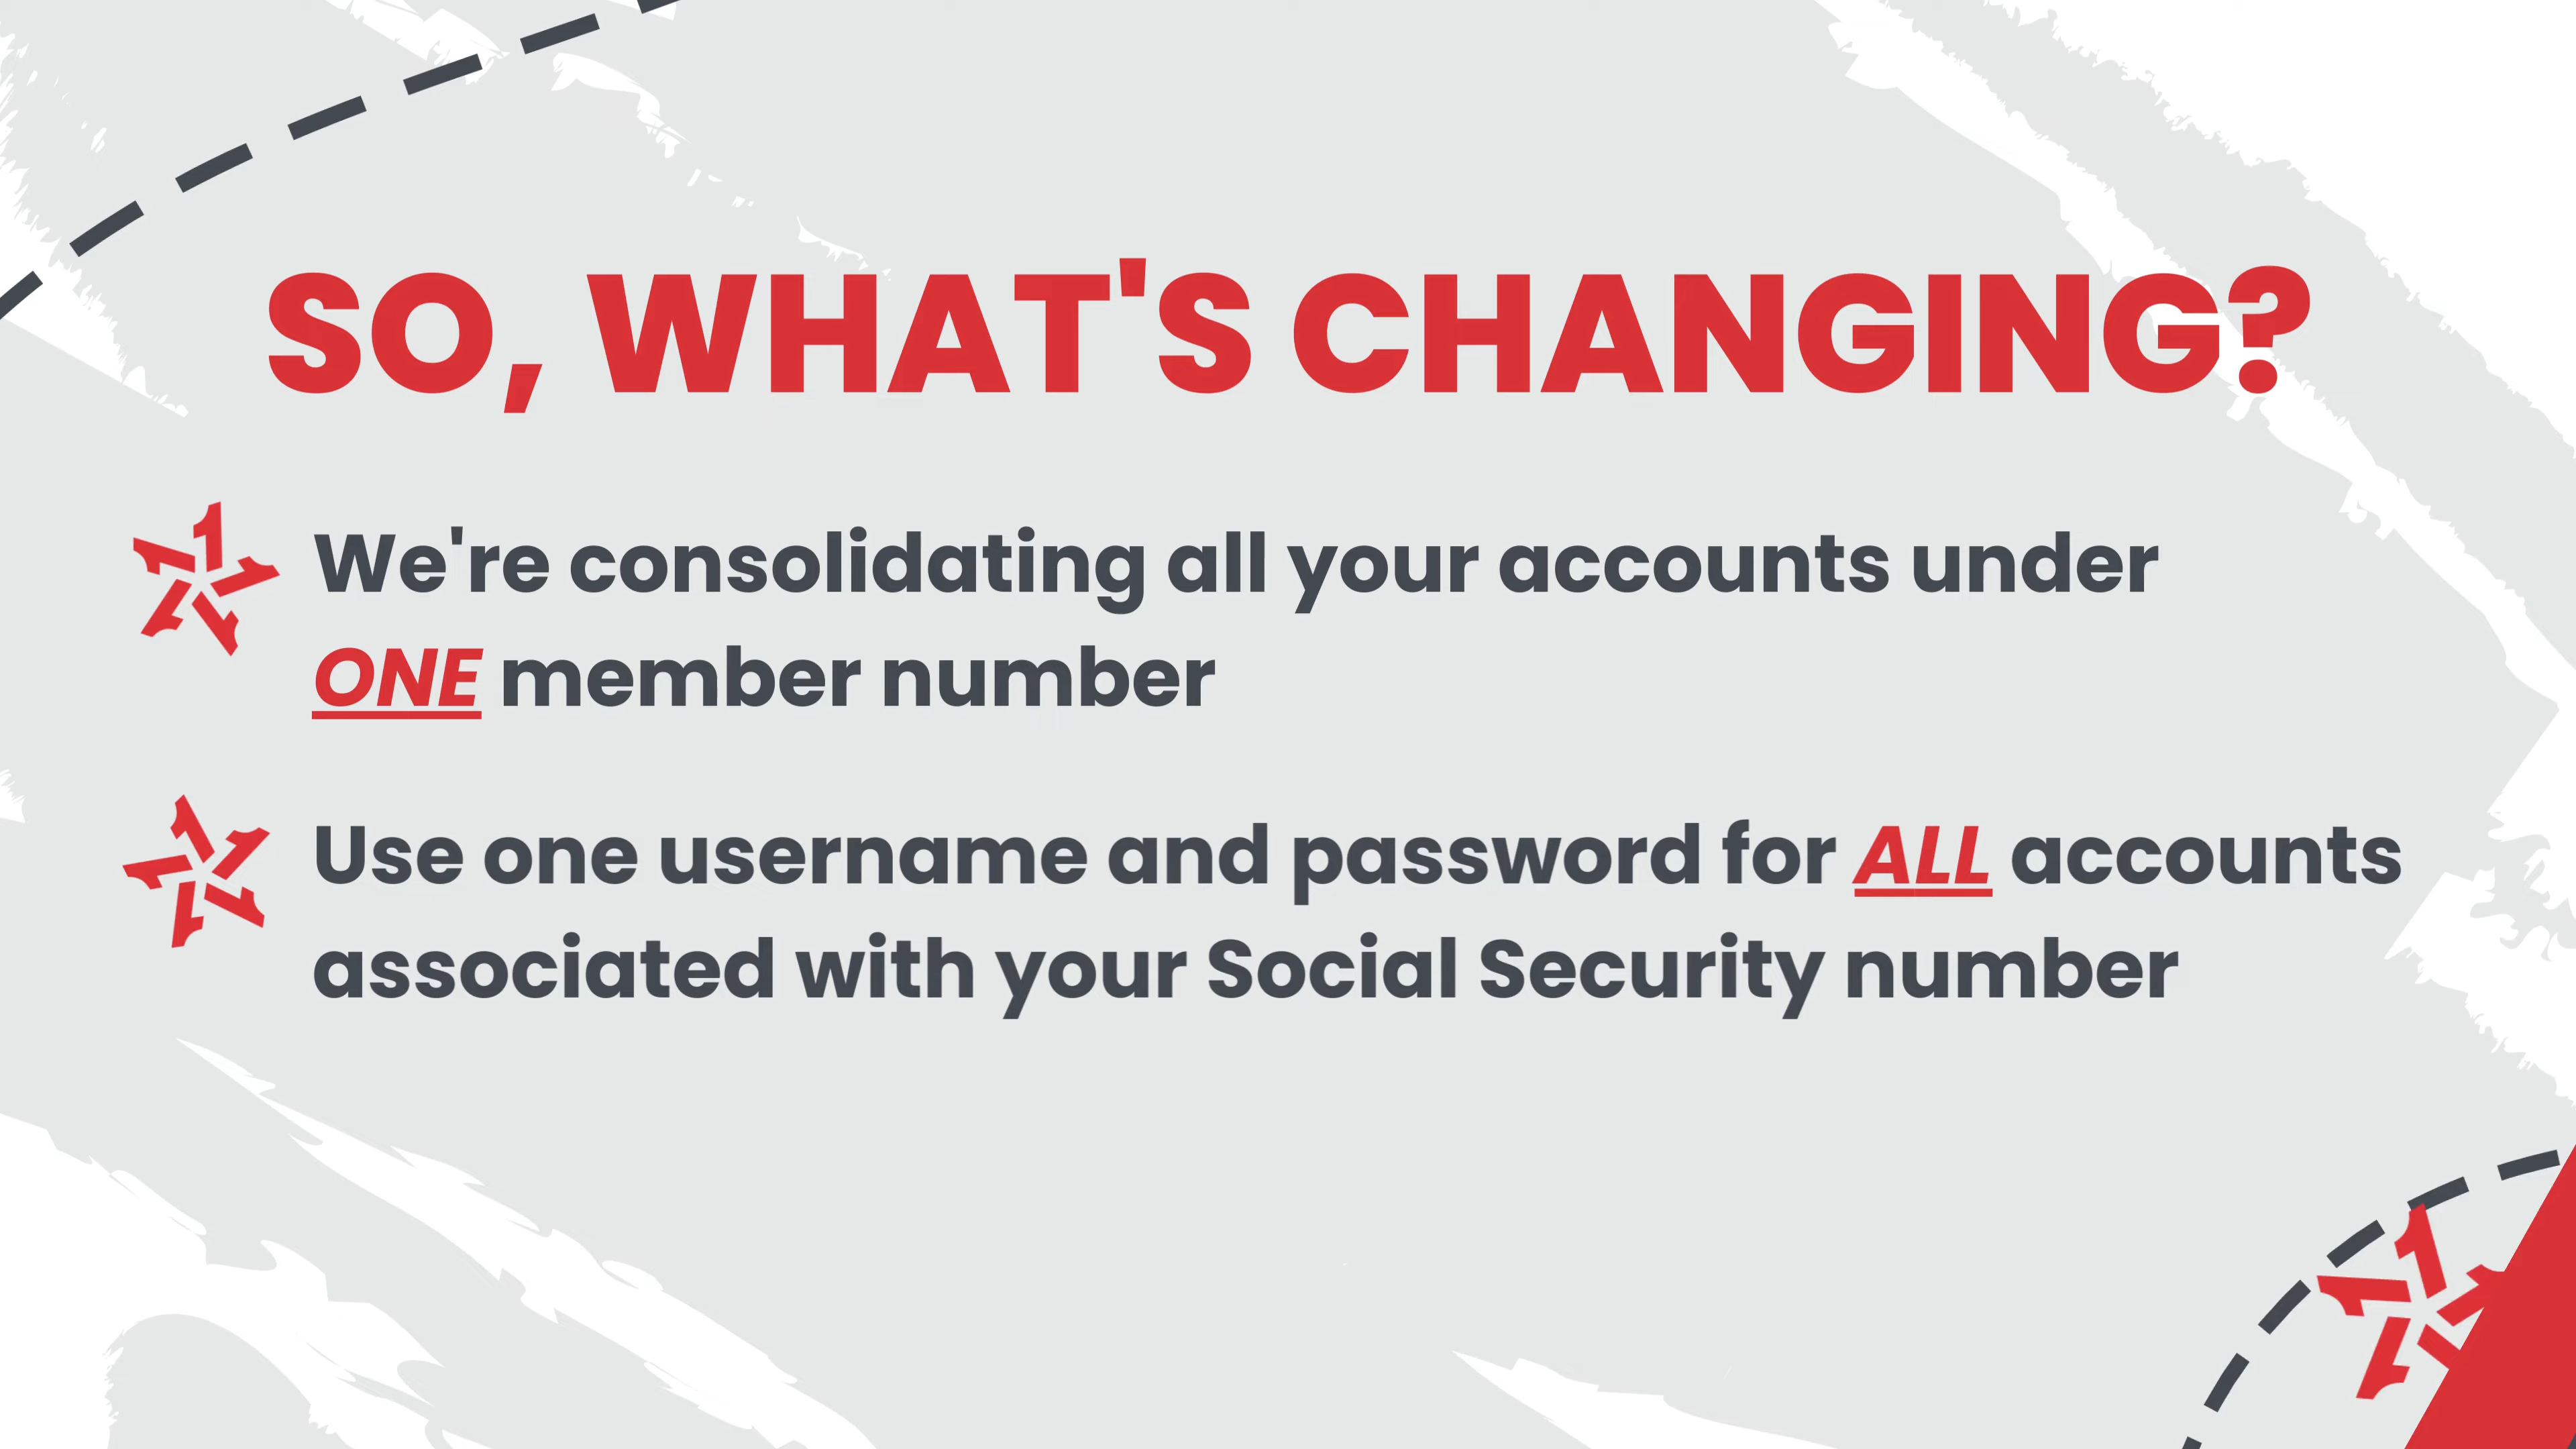 SO, WHAT'S CHANGING?
We're consolidating all your accounts under
ONE member number
Use one username and password for ALL accounts
associated with your Social Security number